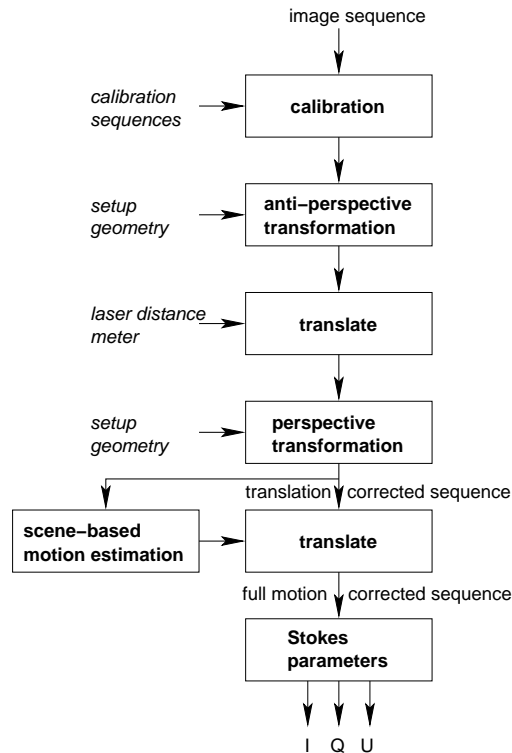 image sequence
calibration
sequences
calibration
setup
geometry
anti−perspective
transformation
laser distance
meter
translate
setup
geometry
perspective
transformation
translation corrected sequence
scene−based
motion estimation
translate
full motion corrected sequence
Stokes
parameters
I Q U